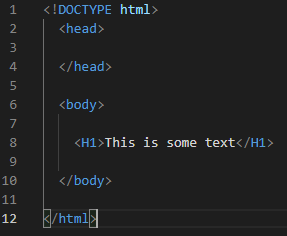 1 <!DOCTYPE html>
2 <head>
3
4 </head>
5
6 <body>
7
8 <H1>This is some text</H1>
9
10 </body>
11
12 </html>